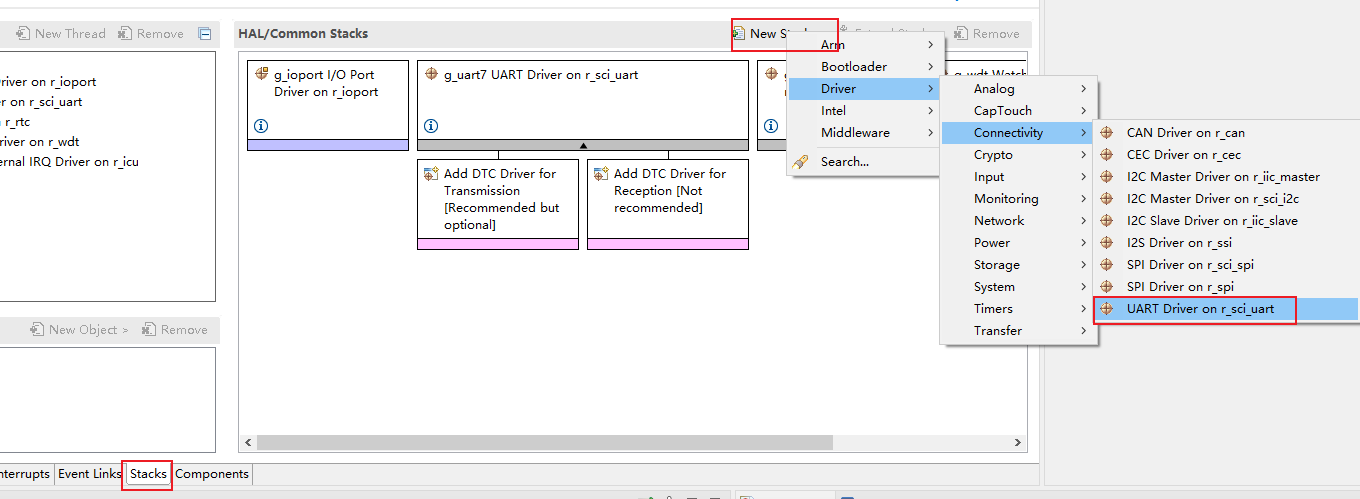 New Thread
Remove
HAL/Common Stacks
New
Remove
river on r_ioport
er on r_sci_uart
r_rtc
river on r_wdt
ernal IRQ Driver on r_icu
g_ioport I/O Port
Driver on r_ioport
g_uart7 UART Driver on r_sci_uart
g_wdt Watch
Add DTC Driver for
Transmission
[Recommended but
optional]
Add DTC Driver for
Reception [Not
recommended]
Arm
Bootloader
Driver
Intel
Middleware
Search...
Analog
CapTouch
Connectivity
Crypto
Input
Monitoring
Network
Power
Storage
System
Timers
Transfer
CAN Driver on r_can
CEC Driver on r_cec
I2C Master Driver on r_iic_master
I2C Master Driver on r_sci_i2c
I2C Slave Driver on r_iic_slave
I2S Driver on r_ssi
SPI Driver on r_sci_spi
SPI Driver on r_spi
UART Driver on r_sci_uart
New Object >
Remove
nterrupts
Event Links
Stacks
Components